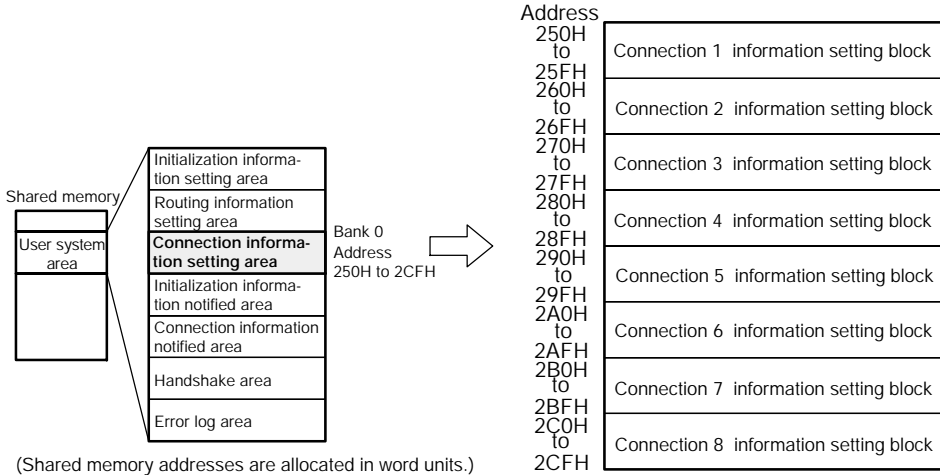 Shared memory
User system
area
Initialization informa-
tion setting area
Routing information
setting area
Connection informa-
tion setting area
Initialization informa-
tion notified area
Connection information
notified area
Handshake area
Error log area
Bank 0
Address
250H to 2CFH
(Shared memory addresses are allocated in word units.)
Address
250H
to
25FH
Connection 1 information setting block
260H
to
26FH
Connection 2 information setting block
270H
to
27FH
Connection 3 information setting block
280H
to
28FH
Connection 4 information setting block
290H
to
29FH
Connection 5 information setting block
2A0H
to
2AFH
Connection 6 information setting block
2B0H
to
2BFH
Connection 7 information setting block
2C0H
to
2CFH
Connection 8 information setting block